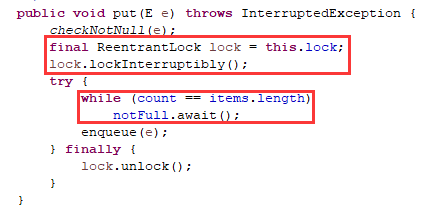 public void put(E e) throws InterruptedException {
    checkNotNull(e);
    final ReentrantLock lock = this.lock;
    lock.lockInterruptibly();
    try {
        while (count == items.length)
            notFull.await();
        enqueue(e);
    } finally {
        lock.unlock();
    }
}